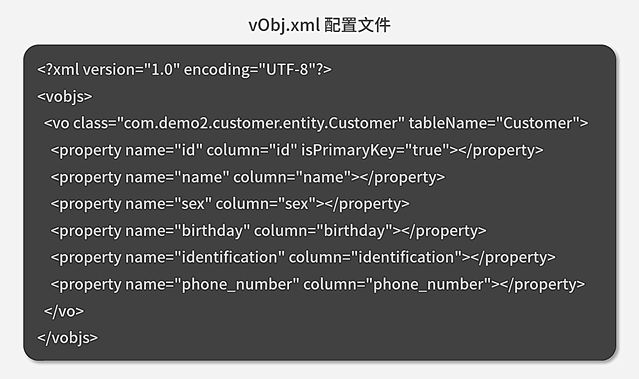 vObj.xml 配置文件
<?xml version="1.0" encoding="UTF-8"?>
<vobjs>
<vo class="com.demo2.customer.entity.Customer" tableName="Customer">
<property name="id" column="id" isPrimaryKey="true"></property>
<property name="name" column="name"></property>
<property name="sex" column="sex"></property>
<property name="birthday" column="birthday"></property>
<property name="identification" column="identification"></property>
<property name="phone_number" column="phone_number"></property>
</vo>
</vobjs>